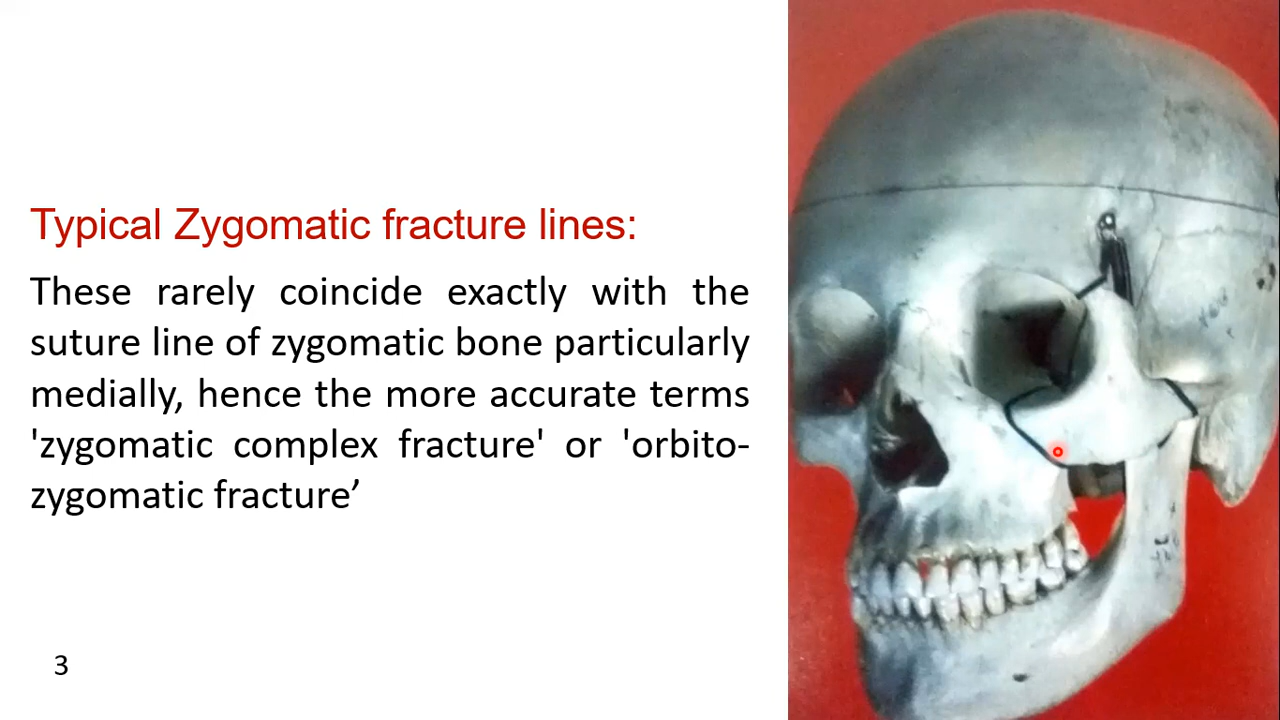 Typical Zygomatic fracture lines:
These rarely coincide exactly with the
suture line of zygomatic bone particularly
medially, hence the more accurate terms
'zygomatic complex fracture' or 'orbito-
zygomatic fracture’
3